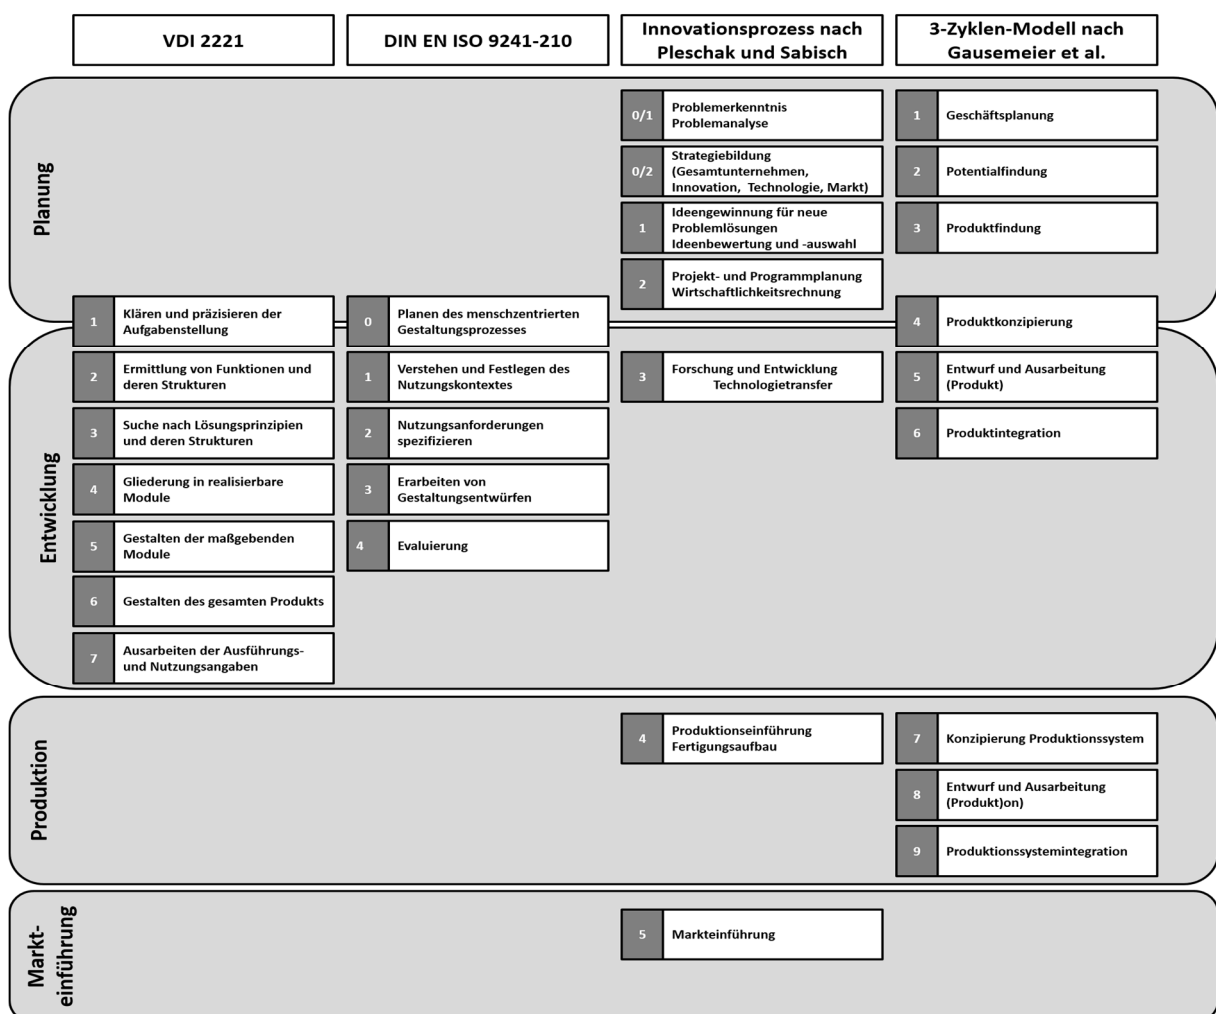 VDI 2221
DIN EN ISO 9241-210
Innovationsprozess nach
Pleschak und Sabisch
3-Zyklen-Modell nach
Gausemeier et al.
Planung
0/1
Problemerkenntnis
Problemanalyse
1
Geschäftsplanung
0/2
Strategiebildung
(Gesamtunternehmen,
Innovation, Technologie, Markt)
2
Potentialfindung
1
Ideengewinnung für neue
Problemlösungen
Ideenbewertung und -auswahl
3
Produktfindung
2
Projekt- und Programmplanung
Wirtschaftlichkeitsrechnung
1
Klären und präzisieren der
Aufgabenstellung
0
Planen des menschzentrierten
Gestaltungsprozesses
4
Produktkonzipierung
Entwicklung
2
Ermittlung von Funktionen und
deren Strukturen
1
Verstehen und Festlegen des
Nutzungskontextes
3
Forschung und Entwicklung
Technologietransfer
5
Entwurf und Ausarbeitung
(Produkt)
3
Suche nach Lösungsprinzipien
und deren Strukturen
2
Nutzungsanforderungen
spezifizieren
6
Produktintegration
4
Gliederung in realisierbare
Module
3
Erarbeiten von
Gestaltungsentwürfen
5
Gestalten der maßgebenden
Module
4
Evaluierung
6
Gestalten des gesamten Produkts
7
Ausarbeiten der Ausführungs-
und Nutzungsangaben
Produktion
4
Produktionseinführung
Fertigungsaufbau
7
Konzipierung Produktionssystem
8
Entwurf und Ausarbeitung
(Produkt)on)
9
Produktionssystemintegration
Markt-
einführung
5
Markteinführung